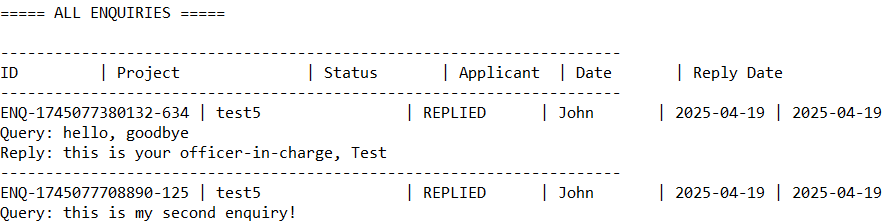 ===== ALL ENQUIRIES =====
---------------------------------------------------------------------
ID         | Project              | Status       | Applicant  | Date       | Reply Date
---------------------------------------------------------------------
ENQ-1745077380132-634 | test5                | REPLIED      | John       | 2025-04-19 | 2025-04-19
Query: hello, goodbye
Reply: this is your officer-in-charge, Test
---------------------------------------------------------------------
ENQ-1745077708890-125 | test5                | REPLIED      | John       | 2025-04-19 | 2025-04-19
Query: this is my second enquiry!